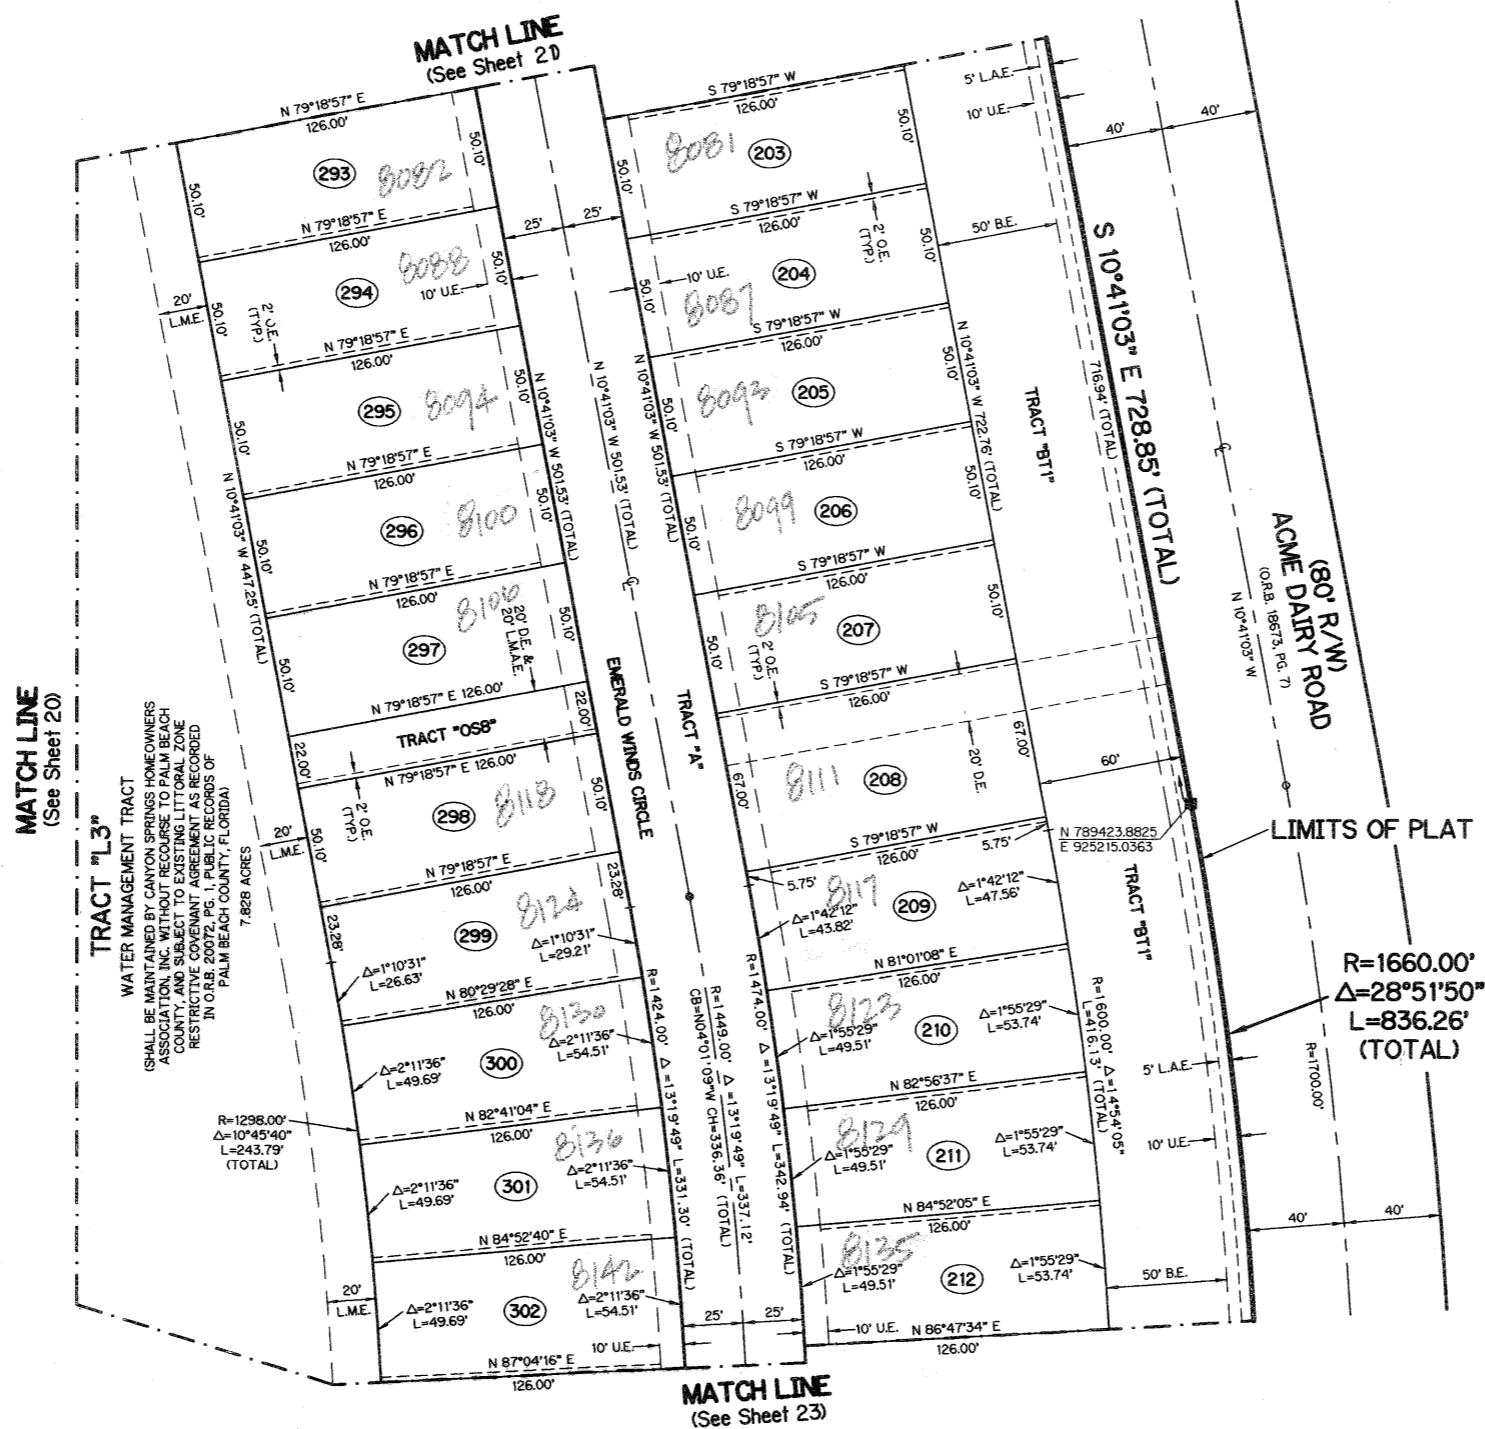 MATCH LINE
(See Sheet 21)
N 79°18'57" E
126.00'
50.10'
50.10'
293
8082
N 79°18'57" E
126.00'
50.10'
50.10'
294
8088
10' U.E.
20'
L.M.E.
2' O.E.
(TYP.)
N 79°18'57" E
126.00'
50.10'
50.10'
295
8094
N 79°18'57" E
126.00'
50.10'
50.10'
296
8100
N 79°18'57" E
126.00'
50.10'
50.10'
297
8106
20' D.E. &
20' L.M.A.E.
N 10°41'03" W 447.25' (TOTAL)
N 10°41'03" W 501.53' (TOTAL)
N 79°18'57" E 126.00'
22.00'
22.00'
TRACT "OS8"
N 79°18'57" E 126.00'
2' O.E.
(TYP.)
50.10'
50.10'
298
8118
20'
L.M.E.
N 79°18'57" E
126.00'
23.28'
23.28'
299
8124
Δ=1°10'31"
L=26.63'
Δ=1°10'31"
L=29.21'
N 80°29'28" E
126.00'
300
8130
Δ=2°11'36"
L=49.69'
Δ=2°11'36"
L=54.51'
N 82°41'04" E
126.00'
301
8136
Δ=2°11'36"
L=49.69'
Δ=2°11'36"
L=54.51'
R=1298.00'
Δ=10°45'40"
L=243.79'
(TOTAL)
N 84°52'40" E
126.00'
302
8142
Δ=2°11'36"
L=49.69'
Δ=2°11'36"
L=54.51'
20'
L.M.E.
10' U.E.
N 87°04'16" E
126.00'
MATCH LINE
(See Sheet 20)
TRACT "L3"
WATER MANAGEMENT TRACT
(SHALL BE MAINTAINED BY CANYON SPRINGS HOMEOWNERS
ASSOCIATION, INC. WITHOUT RECOURSE TO PALM BEACH
COUNTY, AND SUBJECT TO EXISTING LITTORAL ZONE
RESTRICTIVE COVENANT AGREEMENT AS RECORDED
IN O.R.B. 20072, PG. 1, PUBLIC RECORDS OF
PALM BEACH COUNTY, FLORIDA)
7.828 ACRES
25'
25'
N 10°41'03" W 501.53' (TOTAL)
N 10°41'03" W 501.53' (TOTAL)
EMERALD WINDS CIRCLE
TRACT "A"
R=1424.00' Δ=13°19'49" L=331.30' (TOTAL)
R=1449.00' Δ=13°19'49" L=337.12'
CB=N04°01'09"W CH=336.36' (TOTAL)
R=1474.00' Δ=13°19'49" L=342.94' (TOTAL)
25'
25'
MATCH LINE
(See Sheet 23)
S 79°18'57" W
126.00'
50.10'
50.10'
203
8081
S 79°18'57" W
126.00'
2' O.E.
(TYP.)
50.10'
50.10'
10' U.E.
204
8087
S 79°18'57" W
126.00'
50.10'
50.10'
205
8093
S 79°18'57" W
126.00'
50.10'
50.10'
206
8099
S 79°18'57" W
126.00'
50.10'
50.10'
207
8105
2' O.E.
(TYP.)
S 79°18'57" W
126.00'
67.00'
67.00'
20' D.E.
208
8111
S 79°18'57" W
126.00'
5.75'
5.75'
209
8117
Δ=1°42'12"
L=43.82'
Δ=1°42'12"
L=47.56'
N 81°01'08" E
126.00'
210
8123
Δ=1°55'29"
L=49.51'
Δ=1°55'29"
L=53.74'
N 82°56'37" E
126.00'
211
8129
Δ=1°55'29"
L=49.51'
Δ=1°55'29"
L=53.74'
N 84°52'05" E
126.00'
212
8135
Δ=1°55'29"
L=49.51'
Δ=1°55'29"
L=53.74'
10' U.E.
N 86°47'34" E
126.00'
5' L.A.E.
10' U.E.
40'
40'
50' B.E.
N 10°41'03" W 722.76' (TOTAL)
TRACT "BT1"
716.94' (TOTAL)
S 10°41'03" E 728.85' (TOTAL)
(80' R/W)
ACME DAIRY ROAD
(O.R.B. 18673, PG. 7)
N 10°41'03" W
60'
N 789423.8825
E 925215.0363
LIMITS OF PLAT
TRACT "BT1"
R=1600.00' Δ=14°54'05"
L=416.13' (TOTAL)
R=1660.00'
Δ=28°51'50"
L=836.26'
(TOTAL)
R=1700.00'
5' L.A.E.
10' U.E.
40'
40'
50' B.E.